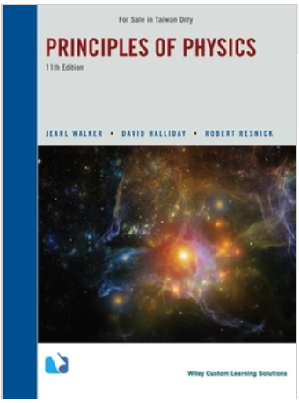 For Sale in Taiwan Only
PRINCIPLES OF PHYSICS
11th Edition
JEARL WALKER • DAVID HALLIDAY • ROBERT RESNICK
Wiley Custom Learning Solutions